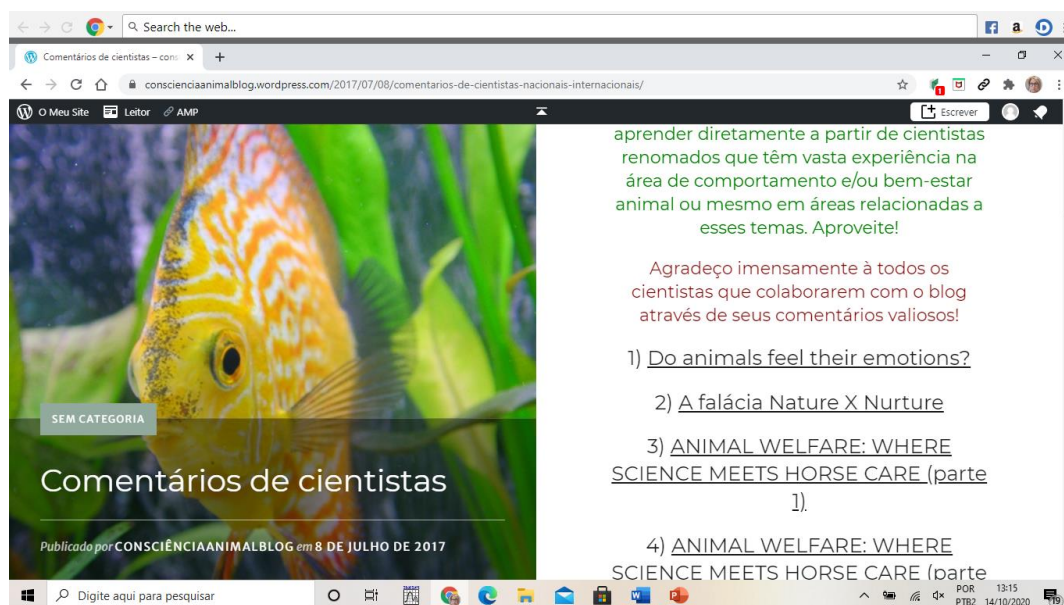 Search the web...
Comentários de cientistas – cons
conscienciaanimalblog.wordpress.com/2017/07/08/comentarios-de-cientistas-nacionais-internacionais/
O Meu Site Leitor AMP
Escrever
SEM CATEGORIA
Comentários de cientistas
Publicado por CONSCIÊNCIAANIMALBLOG em 8 DE JULHO DE 2017
aprender diretamente a partir de cientistas
renomados que têm vasta experiência na
área de comportamento e/ou bem-estar
animal ou mesmo em áreas relacionadas a
esses temas. Aproveite!
Agradeço imensamente à todos os
cientistas que colaborarem com o blog
através de seus comentários valiosos!
1) Do animals feel their emotions?
2) A falácia Nature X Nurture
3) ANIMAL WELFARE: WHERE
SCIENCE MEETS HORSE CARE (parte
1)
4) ANIMAL WELFARE: WHERE
SCIENCE MEETS HORSE CARE (parte
Digite aqui para pesquisar
POR
PTB2
13:15
14/10/2020